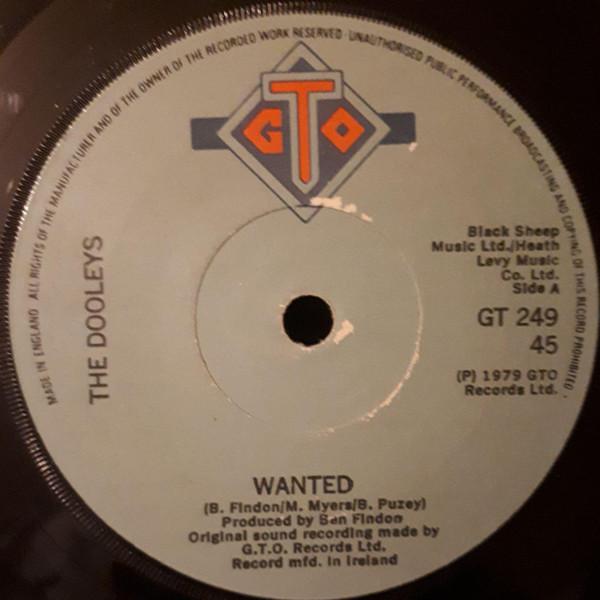 MADE IN ENGLAND ALL RIGHTS OF THE MANUFACTURER AND OF THE OWNER OF THE RECORDED WORK RESERVED · UNAUTHORISED PUBLIC PERFORMANCE BROADCASTING AND COPYING OF THIS RECORD PROHIBITED.
GTO
THE DOOLEYS
Black Sheep
Music Ltd./Heath
Levy Music
Co. Ltd.
Side A
GT 249
45
(P) 1979 GTO
Records Ltd.
WANTED
(B. Findon/M. Myers/B. Puzey)
Produced by Ben Findon
Original sound recording made by
G.T.O. Records Ltd.
Record mfd. in Ireland